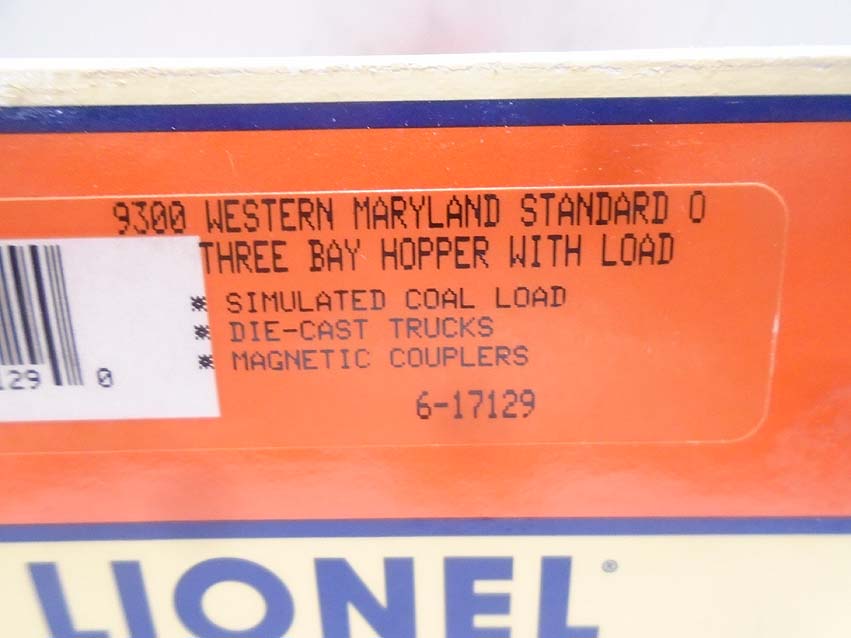 9300 WESTERN MARYLAND STANDARD O
THREE BAY HOPPER WITH LOAD
* SIMULATED COAL LOAD
* DIE-CAST TRUCKS
* MAGNETIC COUPLERS
129 0
6-17129
LIONEL®